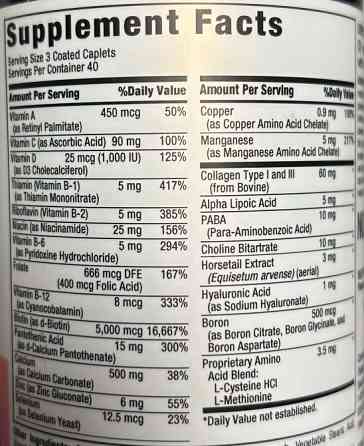 Supplement Facts
Serving Size 3 Coated Caplets
Servings Per Container 40
Amount Per Serving %Daily Value
Vitamin A 450 mcg 50%
(as Retinyl Palmitate)
Vitamin C (as Ascorbic Acid) 90 mg 100%
Vitamin D 25 mcg (1,000 IU) 125%
(as D3 Cholecalciferol)
Thiamin (Vitamin B-1) 5 mg 417%
(as Thiamin Mononitrate)
Riboflavin (Vitamin B-2) 5 mg 385%
Niacin (as Niacinamide) 25 mg 156%
Vitamin B-6 5 mg 294%
(as Pyridoxine Hydrochloride)
Folate 666 mcg DFE 167%
(400 mcg Folic Acid)
Vitamin B-12 8 mcg 333%
(as Cyanocobalamin)
Biotin (as d-Biotin) 5,000 mcg 16,667%
Pantothenic Acid 15 mg 300%
(as d-Calcium Pantothenate)
Calcium 500 mg 38%
(as Calcium Carbonate)
Zinc (as Zinc Gluconate) 6 mg 55%
Selenium 12.5 mcg 23%
(as Selenium Yeast)
Amount Per Serving %Daily Value
Copper 0.9 mg 100%
(as Copper Amino Acid Chelate)
Manganese 5 mg 217%
(as Manganese Amino Acid Chelate)
Collagen Type I and III 60 mg
(from Bovine)
Alpha Lipoic Acid 5 mg
PABA 10 mg
(Para-Aminobenzoic Acid)
Choline Bitartrate 10 mg
Horsetail Extract 3 mg
(Equisetum arvense) (aerial)
Hyaluronic Acid 1 mg
(as Sodium Hyaluronate)
Boron 500 mcg
(as Boron Citrate, Boron Glycinate, and
Boron Aspartate)
Proprietary Amino 3.5 mg
Acid Blend:
L-Cysteine HCl
L-Methionine
*Daily Value not established.
Vegetable